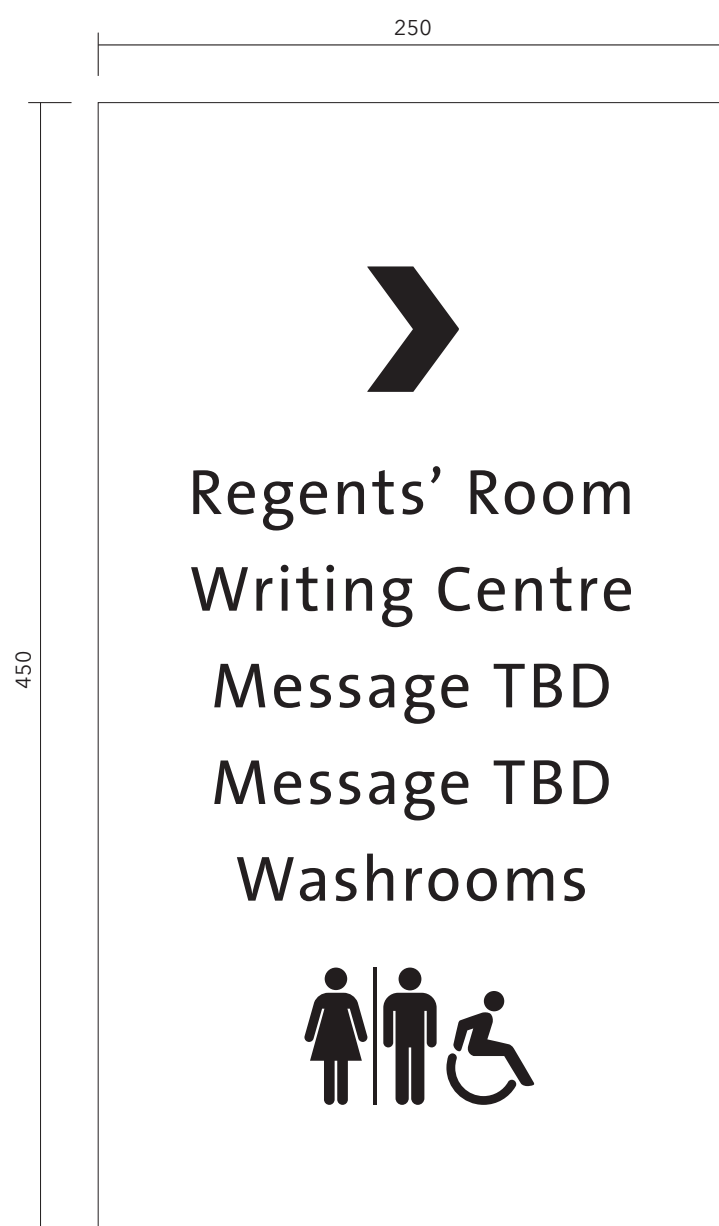 250
450
Regents’ Room
Writing Centre
Message TBD
Message TBD
Washrooms